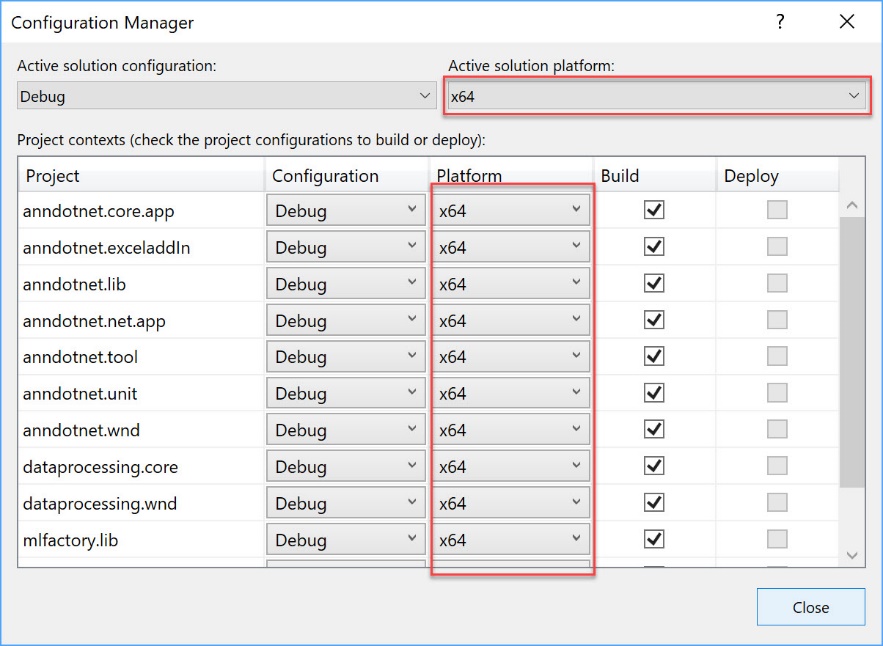 Configuration Manager ?
Active solution configuration: Active solution platform:
Debug x64
Project contexts (check the project configurations to build or deploy):
Project Configuration Platform Build Deploy
anndotnet.core.app Debug x64
anndotnet.exceladdIn Debug x64
anndotnet.lib Debug x64
anndotnet.net.app Debug x64
anndotnet.tool Debug x64
anndotnet.unit Debug x64
anndotnet.wnd Debug x64
dataprocessing.core Debug x64
dataprocessing.wnd Debug x64
mlfactory.lib Debug x64
Close